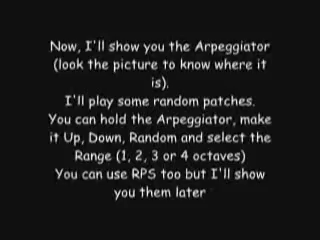 Now, I'll show you the Arpeggiator
(look the picture to know where it
is).
I'll play some random patches.
You can hold the Arpeggiator, make
it Up, Down, Random and select the
Range (1, 2, 3 or 4 octaves)
You can use RPS too but I'll show
you them later